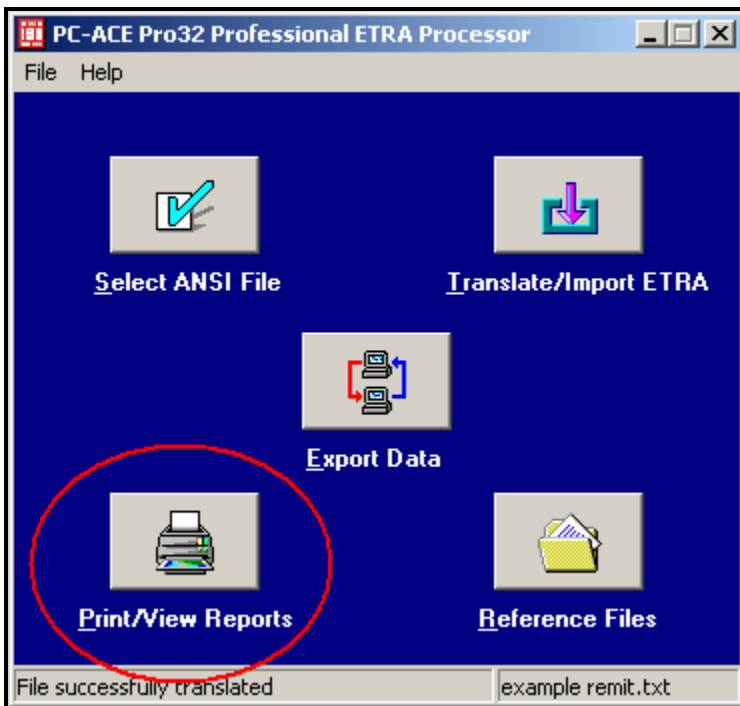 PC-ACE Pro32 Professional ETRA Processor
File Help
Select ANSI File
Translate/Import ETRA
Export Data
Print/View Reports
Reference Files
File successfully translated
example remit.txt